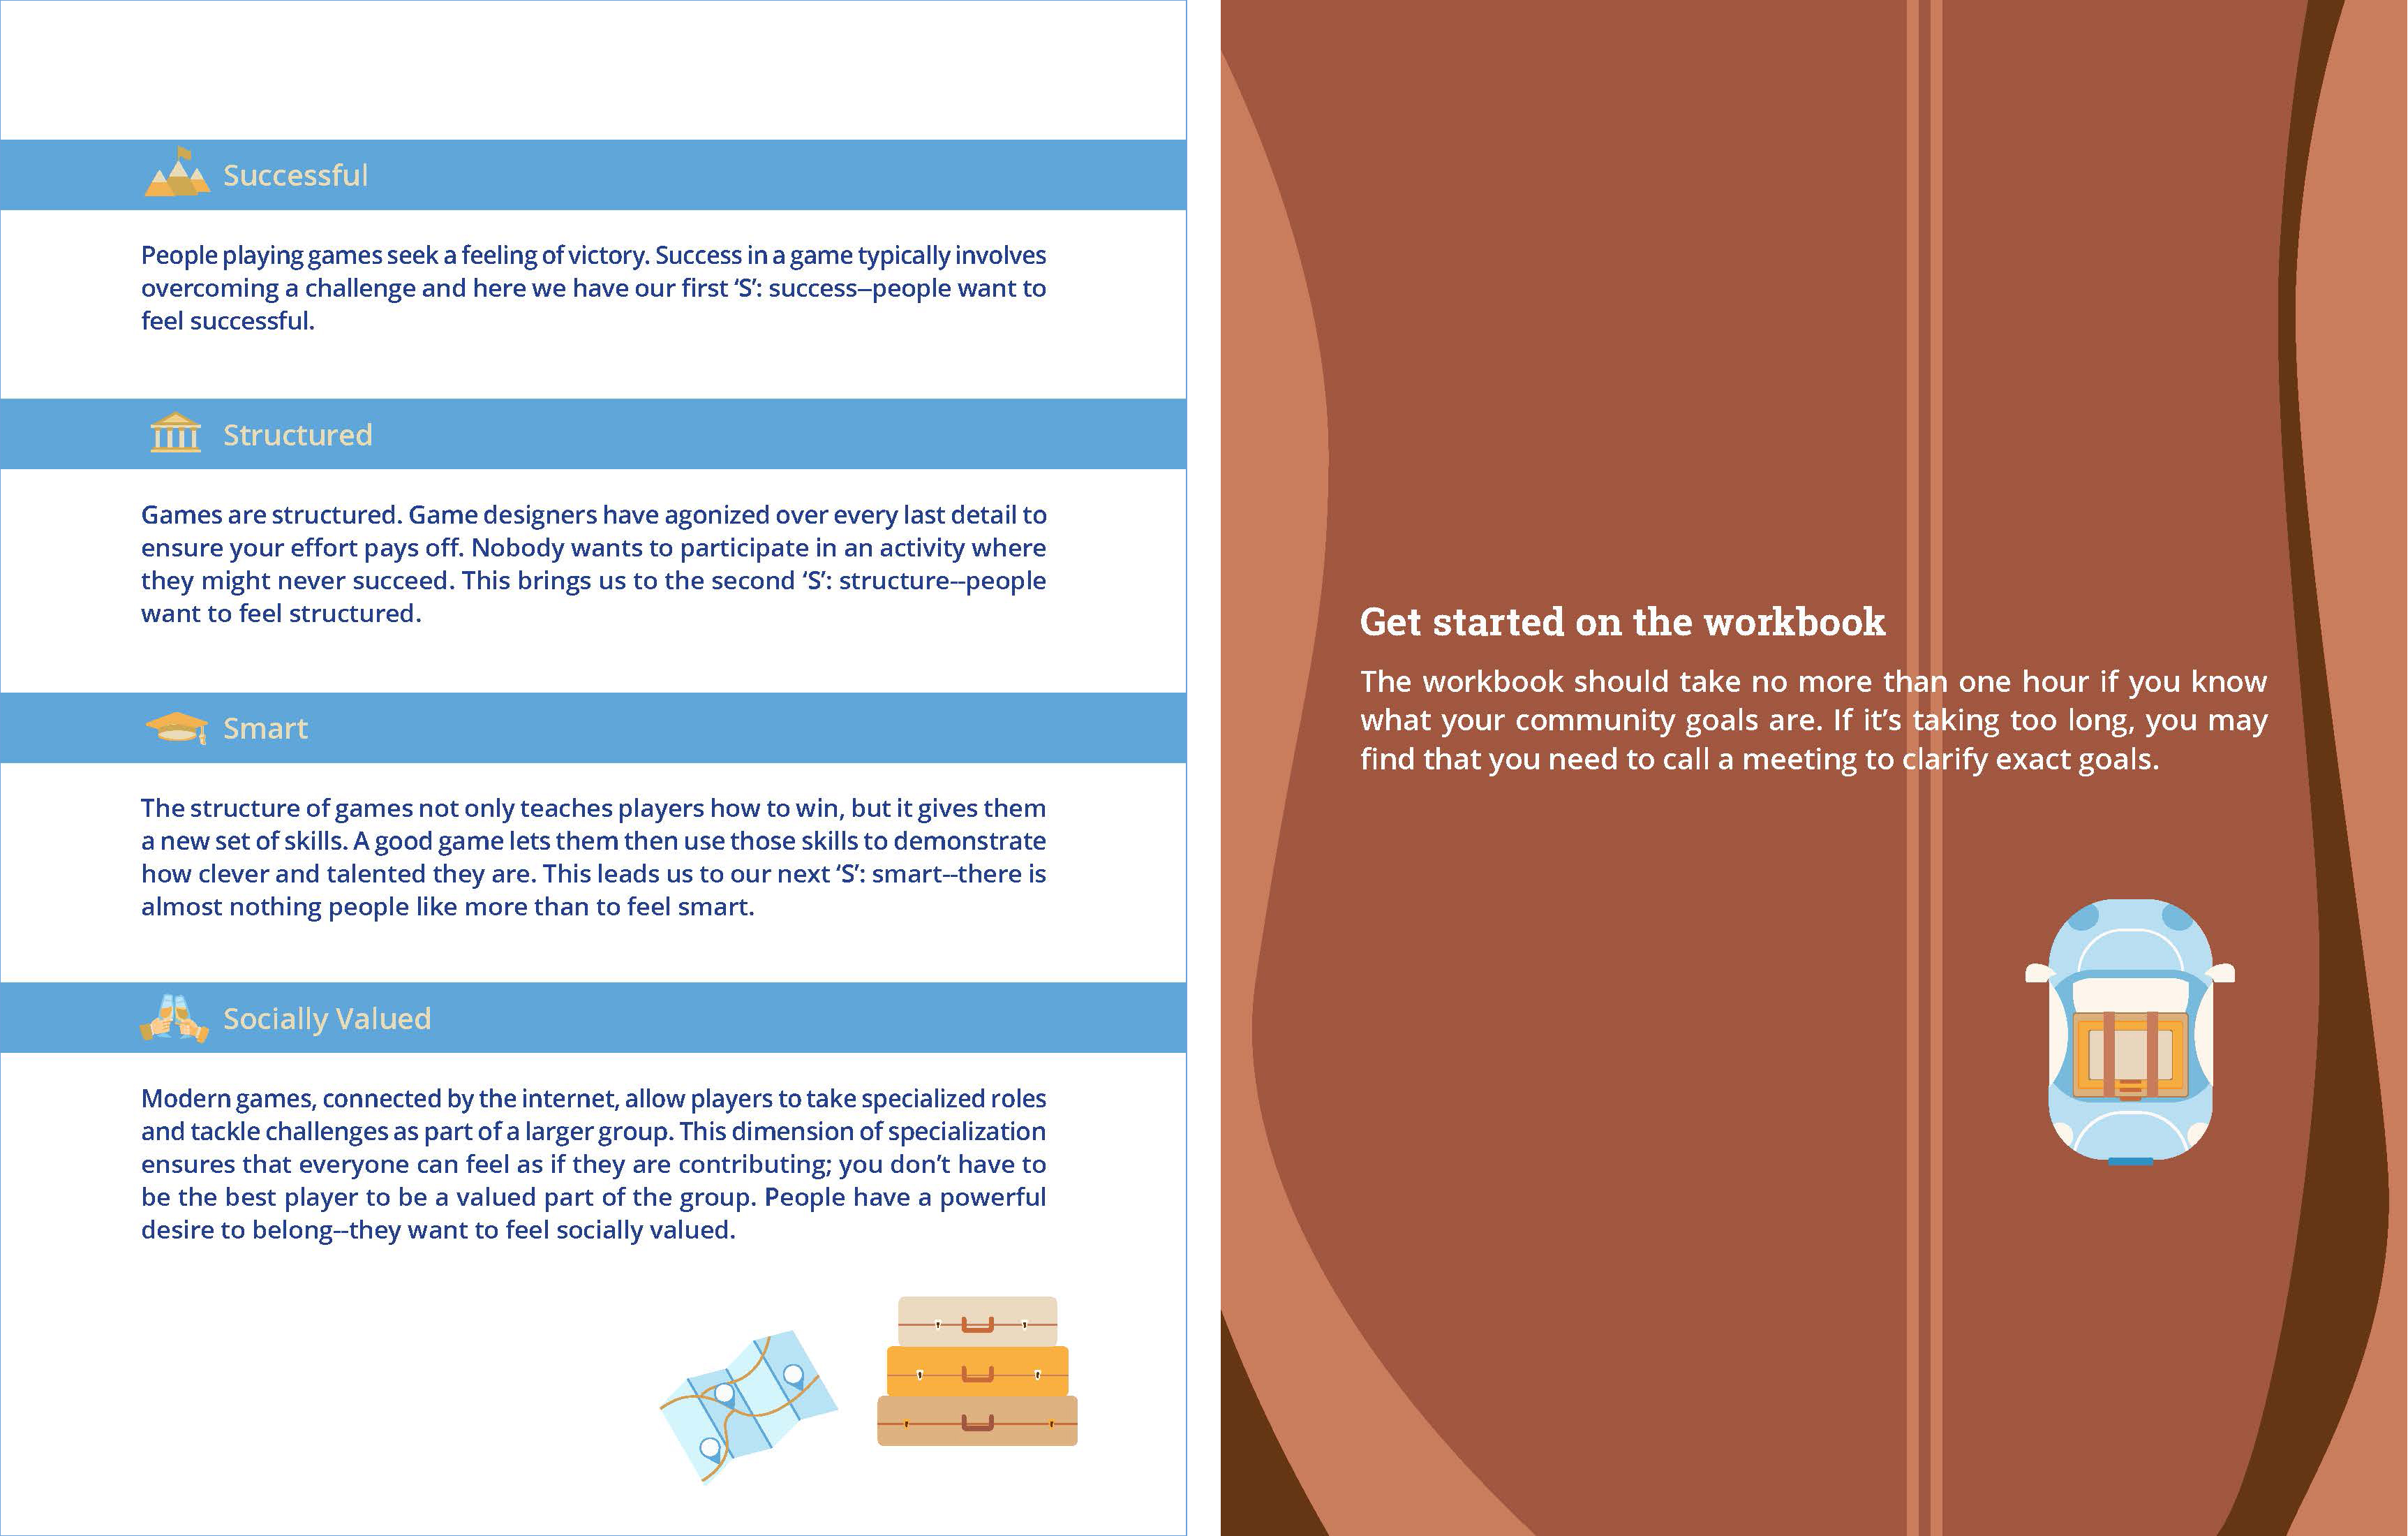 Successful
People playing games seek a feeling of victory. Success in a game typically involves
overcoming a challenge and here we have our first ‘S’: success—people want to
feel successful.
Structured
Games are structured. Game designers have agonized over every last detail to
ensure your effort pays off. Nobody wants to participate in an activity where
they might never succeed. This brings us to the second ‘S’: structure--people
want to feel structured.
Smart
The structure of games not only teaches players how to win, but it gives them
a new set of skills. A good game lets them then use those skills to demonstrate
how clever and talented they are. This leads us to our next ‘S’: smart--there is
almost nothing people like more than to feel smart.
Socially Valued
Modern games, connected by the internet, allow players to take specialized roles
and tackle challenges as part of a larger group. This dimension of specialization
ensures that everyone can feel as if they are contributing; you don’t have to
be the best player to be a valued part of the group. People have a powerful
desire to belong--they want to feel socially valued.
Get started on the workbook
The workbook should take no more than one hour if you know
what your community goals are. If it’s taking too long, you may
find that you need to call a meeting to clarify exact goals.